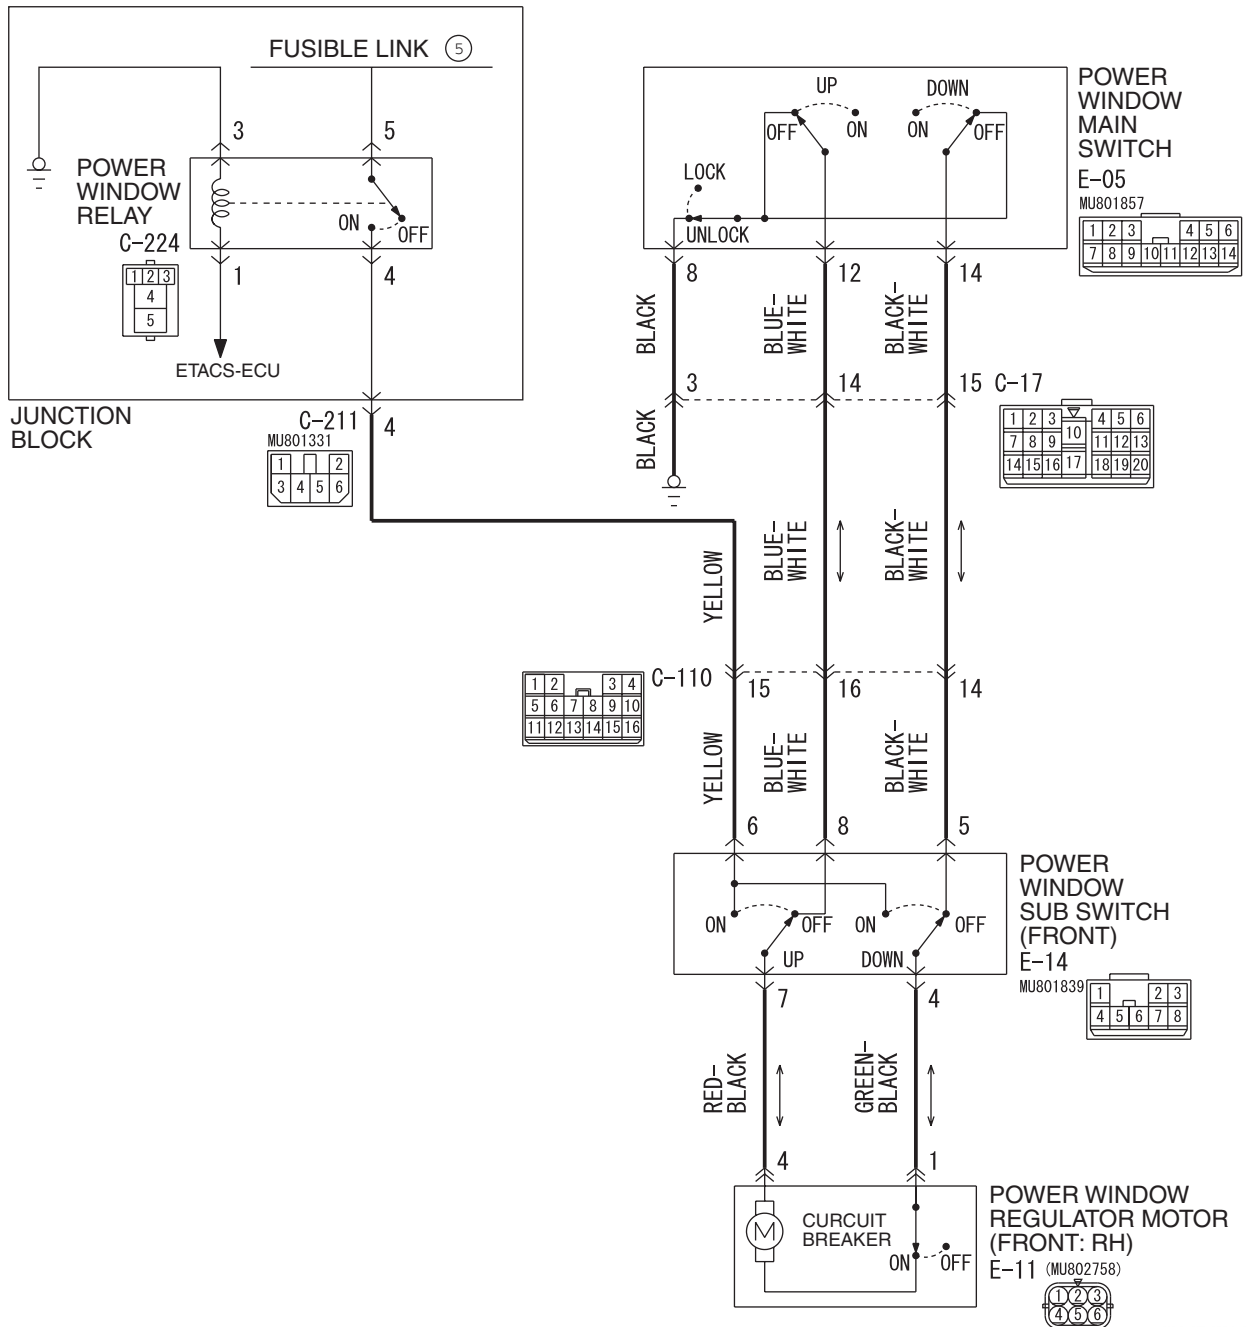 FUSIBLE LINK 5
3
5
POWER
WINDOW
RELAY
C-224
1 2 3
4
5
ON
OFF
1
4
ETACS-ECU
JUNCTION
BLOCK
C-211
MU801331
1 2
3 4 5 6
4
UP
DOWN
OFF
ON
ON
OFF
LOCK
UNLOCK
POWER
WINDOW
MAIN
SWITCH
E-05
MU801857
1 2 3 4 5 6
7 8 9 10 11 12 13 14
8
12
14
BLACK
BLUE-
WHITE
BLACK-
WHITE
3
14
15
C-17
1 2 3 4 5 6
7 8 9 10 11 12 13
14 15 16 17 18 19 20
BLACK
YELLOW
BLUE-
WHITE
BLACK-
WHITE
C-110
1 2 3 4
5 6 7 8 9 10
11 12 13 14 15 16
15
16
14
YELLOW
BLUE-
WHITE
BLACK-
WHITE
6
8
5
ON
OFF
ON
OFF
UP
DOWN
POWER
WINDOW
SUB SWITCH
(FRONT)
E-14
MU801839
1 2 3
4 5 6 7 8
7
4
RED-
BLACK
GREEN-
BLACK
4
1
M
CURCUIT
BREAKER
ON
OFF
POWER WINDOW
REGULATOR MOTOR
(FRONT: RH)
E-11 (MU802758)
1 2 3
4 5 6